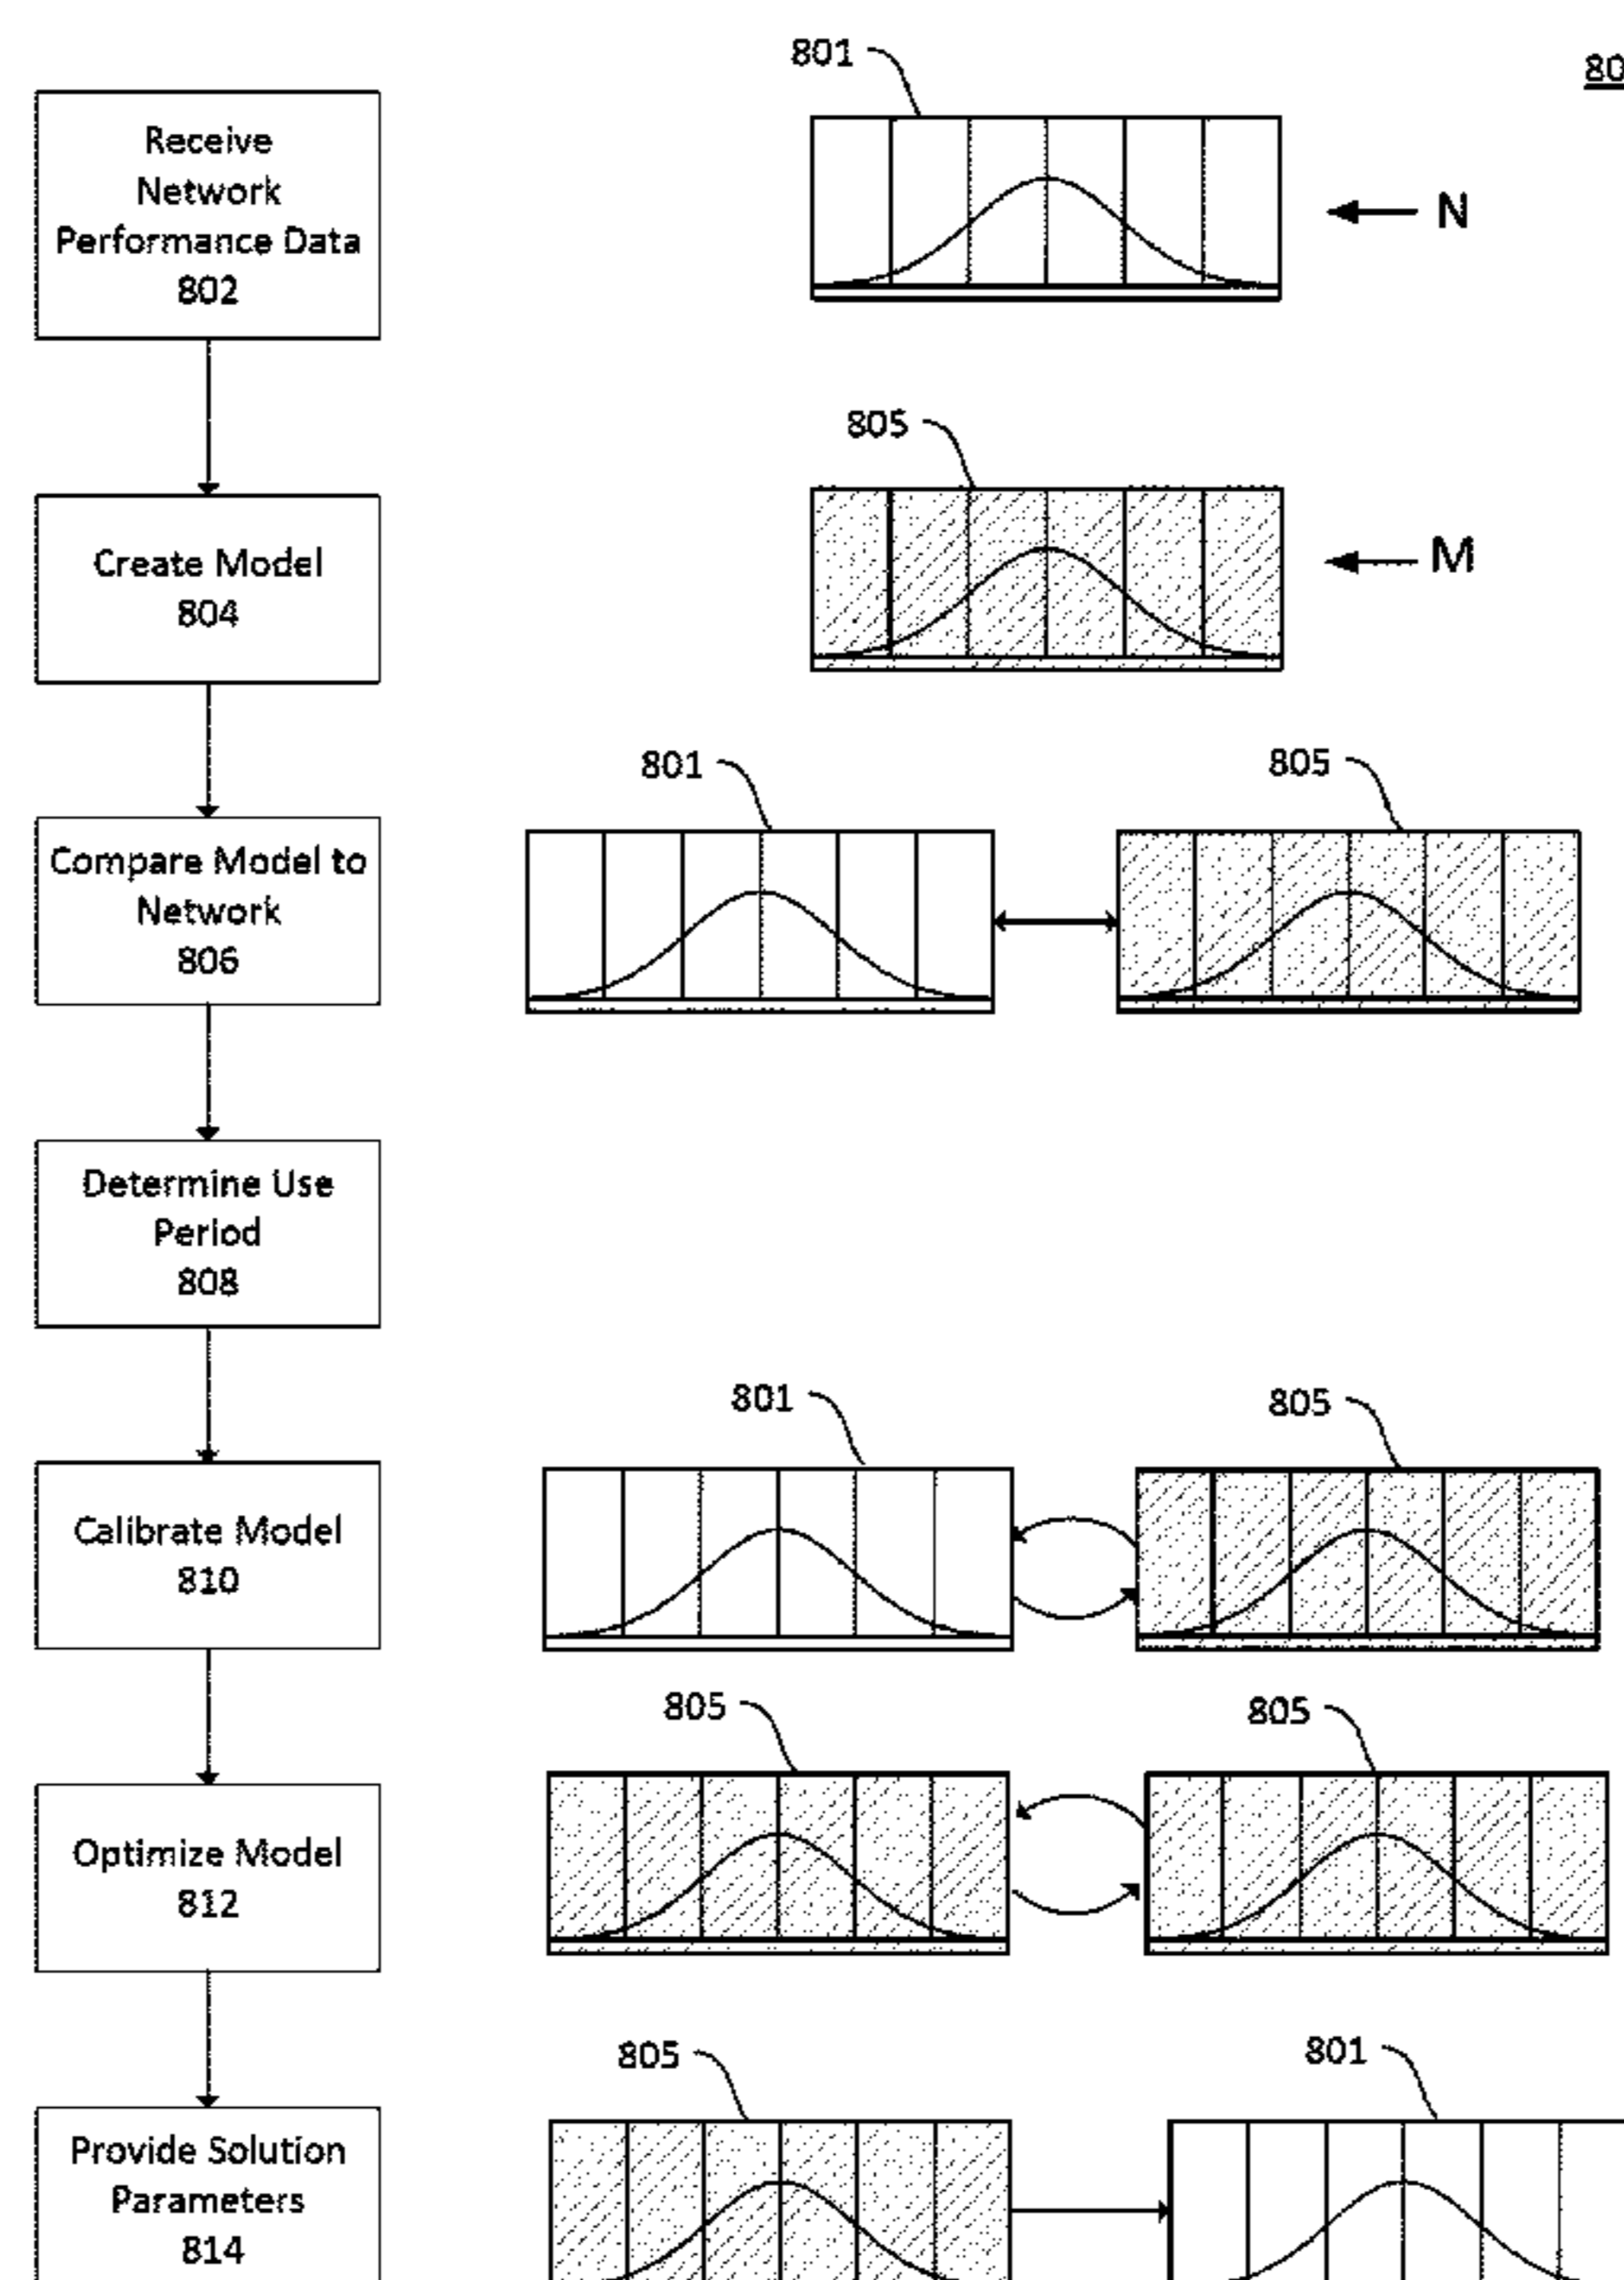 801
80
Receive
Network
Performance Data
802
N
805
Create Model
804
M
801
805
Compare Model to
Network
806
Determine Use
Period
808
801
805
Calibrate Model
810
805
805
Optimize Model
812
805
801
Provide Solution
Parameters
814